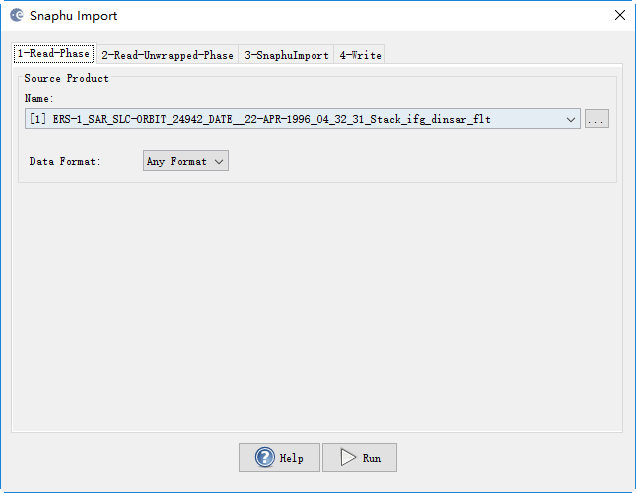 Snaphu Import
1-Read-Phase 2-Read-Unwrapped-Phase 3-SnaphuImport 4-Write
Source Product
Name:
[1] ERS-1_SAR_SLC-ORBIT_24942_DATE__22-APR-1996_04_32_31_Stack_ifg_dinsar_flt
...
Data Format: Any Format
Help Run